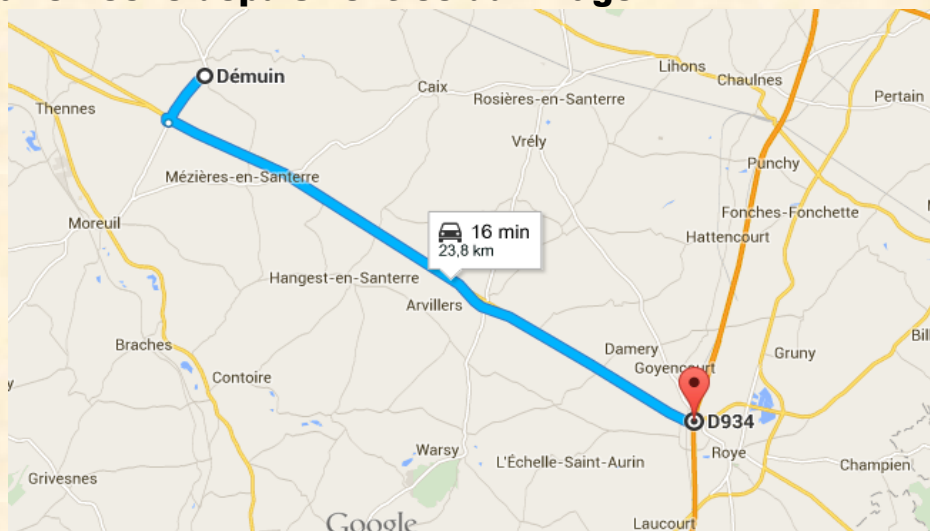 Démuin
Lihons
Chaulnes
Caix
Rosières-en-Santerre
Pertain
Thennes
Vrély
Punchy
Mézières-en-Santerre
Fonches-Fonchette
Moreuil
16 min
Hattencourt
23,8 km
Hangest-en-Santerre
Arvillers
Braches
Damery
Gruny
Goyencourt
Contoire
D934
Warsy
Roye
L'Échelle-Saint-Aurin
Champien
Grivesnes
Google
Laucourt